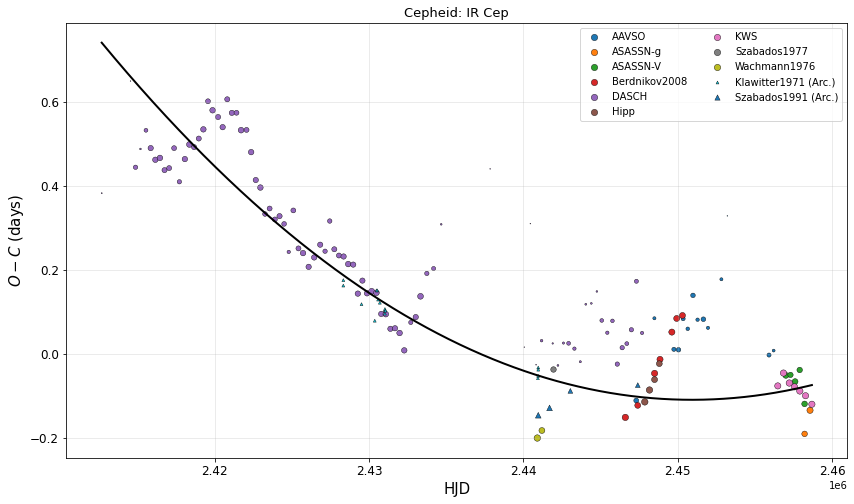 Cepheid: IR Cep
AAVSO
ASASSN-g
ASASSN-V
Berdnikov2008
DASCH
Hipp
KWS
Szabados1977
Wachmann1976
Klawitter1971 (Arc.)
Szabados1991 (Arc.)
O − C (days)
0.6
0.4
0.2
0.0
−0.2
2.42
2.43
2.44
2.45
2.46
1e6
HJD